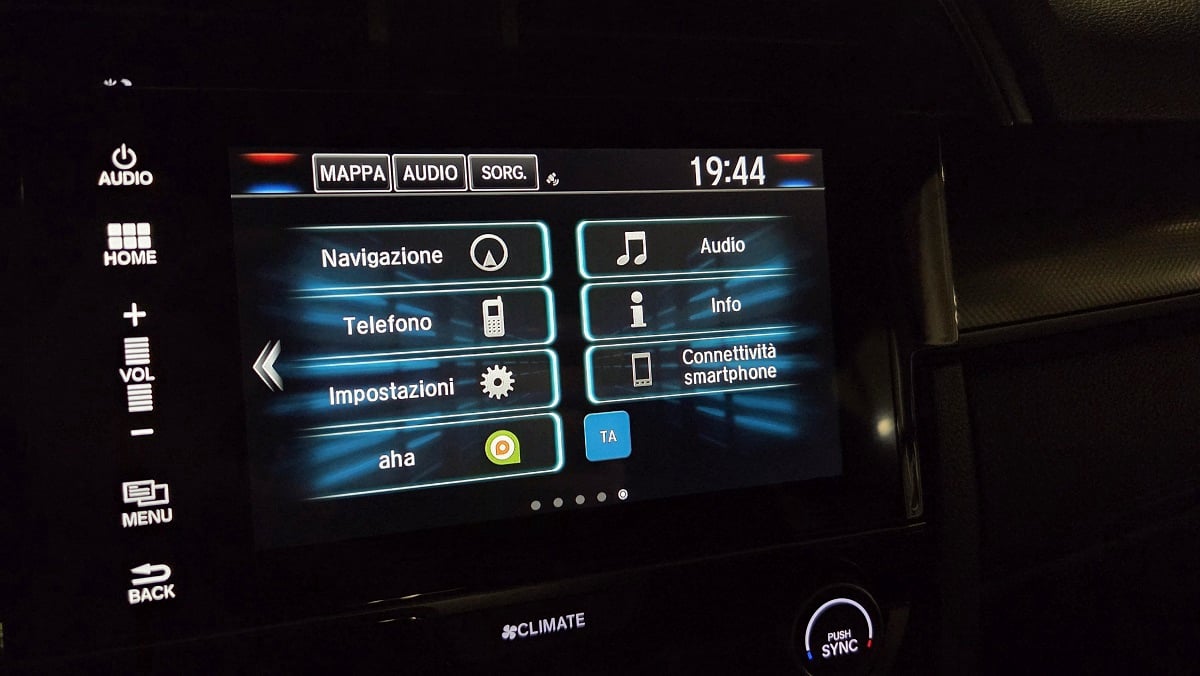 AUDIO
HOME
+
VOL
−
MENU
BACK
MAPPA AUDIO SORG. 19:44
Navigazione
Telefono
Impostazioni
aha
Audio
Info
Connettività
smartphone
TA
CLIMATE
PUSH
SYNC